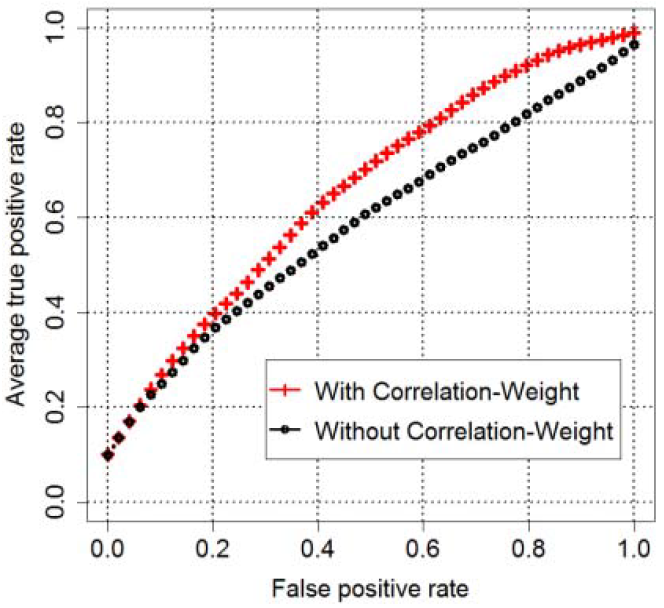 Average true positive rate
1.0
0.8
0.6
0.4
0.2
0.0
With Correlation-Weight
Without Correlation-Weight
0.0 0.2 0.4 0.6 0.8 1.0
False positive rate